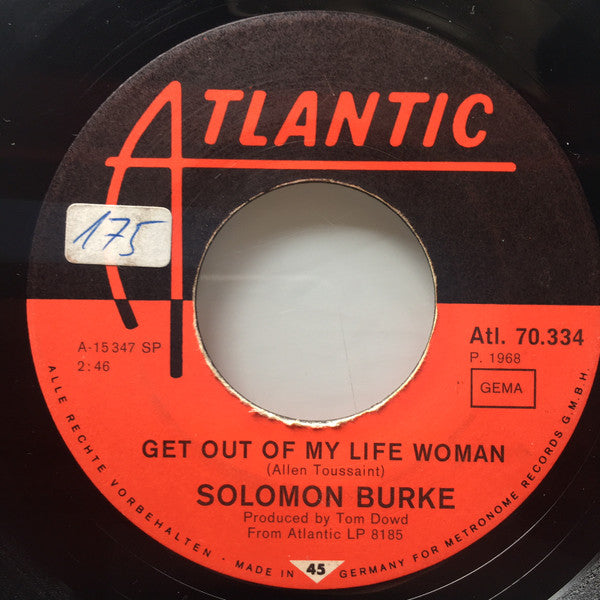 ATLANTIC
175
A-15 347 SP
2:46
Atl. 70.334
P. 1968
GEMA
GET OUT OF MY LIFE WOMAN
(Allen Toussaint)
SOLOMON BURKE
Produced by Tom Dowd
From Atlantic LP 8185
ALLE RECHTE VORBEHALTEN - MADE IN 45 GERMANY FOR METRONOME RECORDS G.M.B.H.